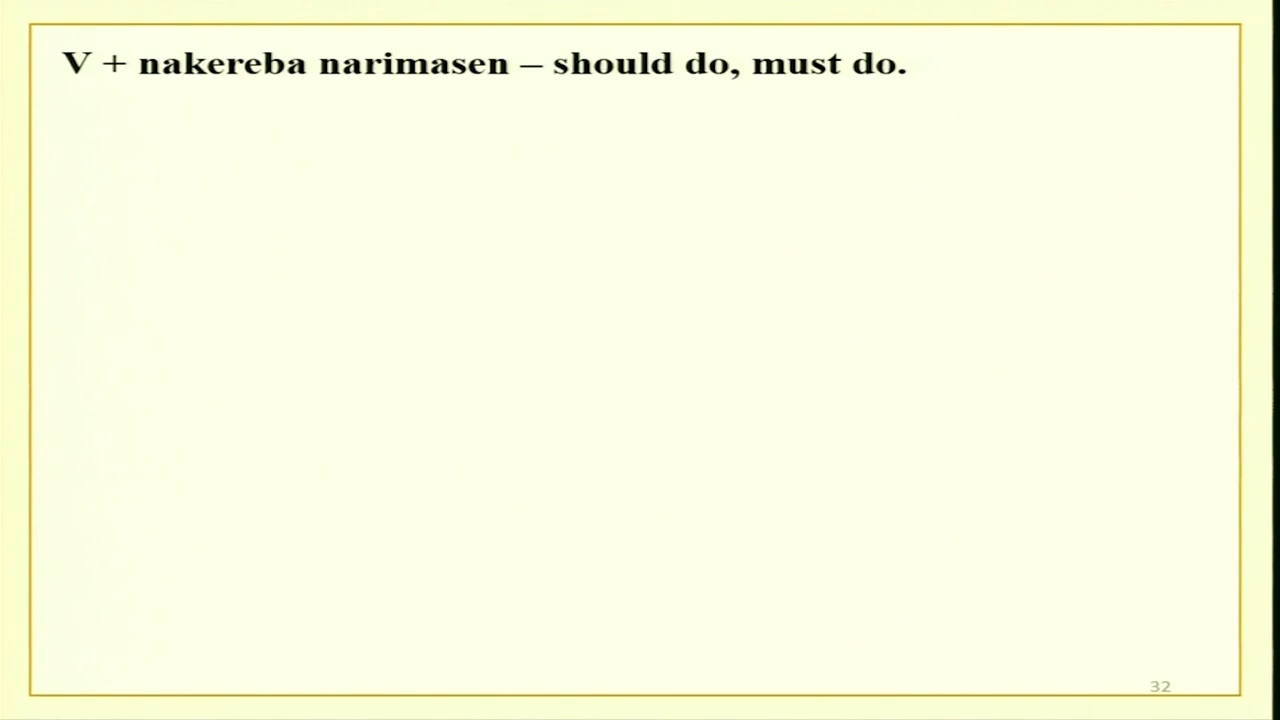 V + nakereba narimasen – should do, must do.
32